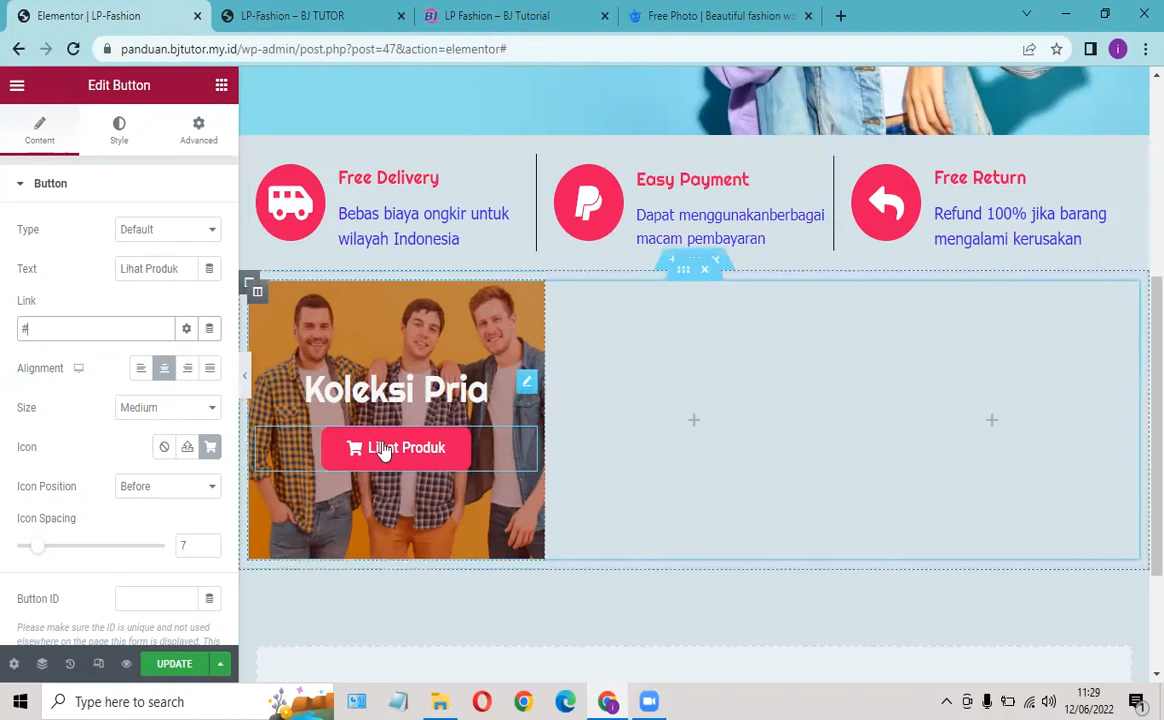 Elementor | LP-Fashion
LP-Fashion – BJ TUTOR
LP Fashion – BJ Tutorial
Free Photo | Beautiful fashion wo
panduan.bjtutor.my.id/wp-admin/post.php?post=47&action=elementor#
Edit Button
Content
Style
Advanced
Button
Type
Default
Text
Lihat Produk
Link
#
Alignment
Size
Medium
Icon
Icon Position
Before
Icon Spacing
7
Button ID
Please make sure the ID is unique and not used
elsewhere on the page this form is displayed. This
UPDATE
Free Delivery
Bebas biaya ongkir untuk
wilayah Indonesia
Easy Payment
Dapat menggunakanberbagai
macam pembayaran
Free Return
Refund 100% jika barang
mengalami kerusakan
Koleksi Pria
Lihat Produk
Type here to search
11:29
12/06/2022